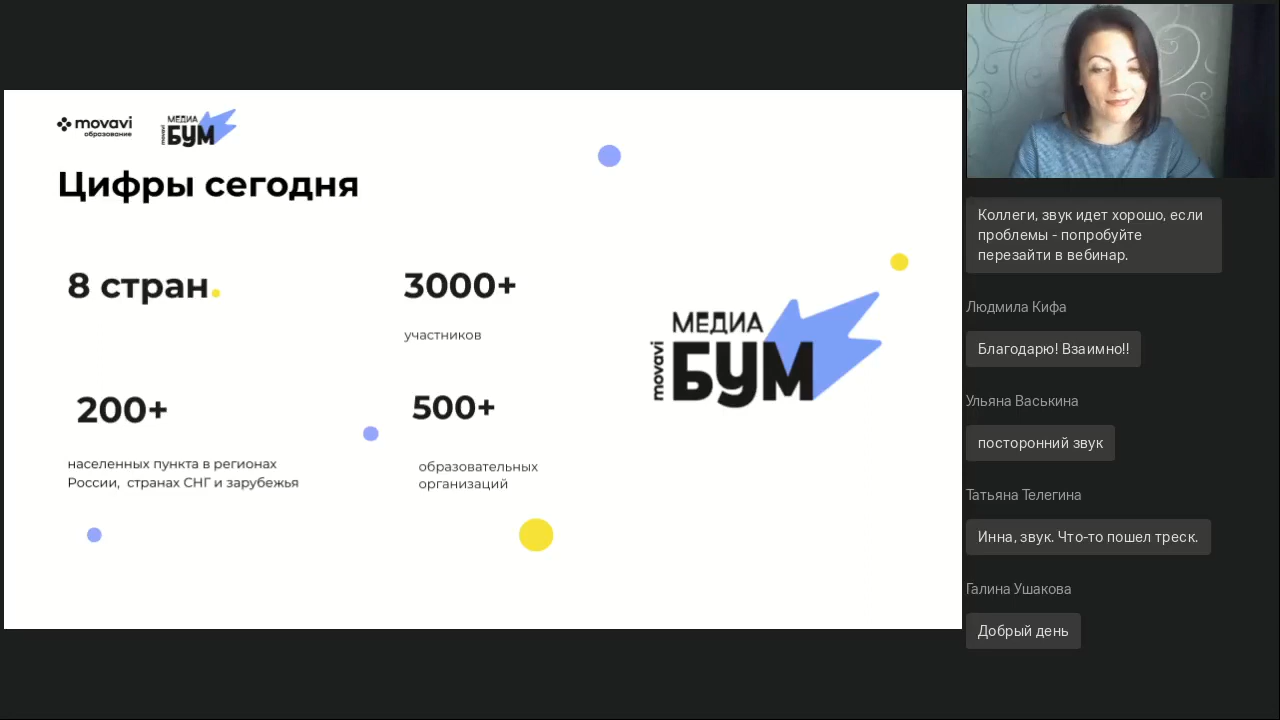 movavi
образование
movavi
МЕДИА
БУМ
Цифры сегодня
8 стран.
3000+
участников
200+
населенных пункта в регионах
России, странах СНГ и зарубежья
500+
образовательных
организаций
movavi
МЕДИА
БУМ
Коллеги, звук идет хорошо, если
проблемы - попробуйте
перезайти в вебинар.
Людмила Кифа
Благодарю! Взаимно!!
Ульяна Васькина
посторонний звук
Татьяна Телегина
Инна, звук. Что-то пошел треск.
Галина Ушакова
Добрый день